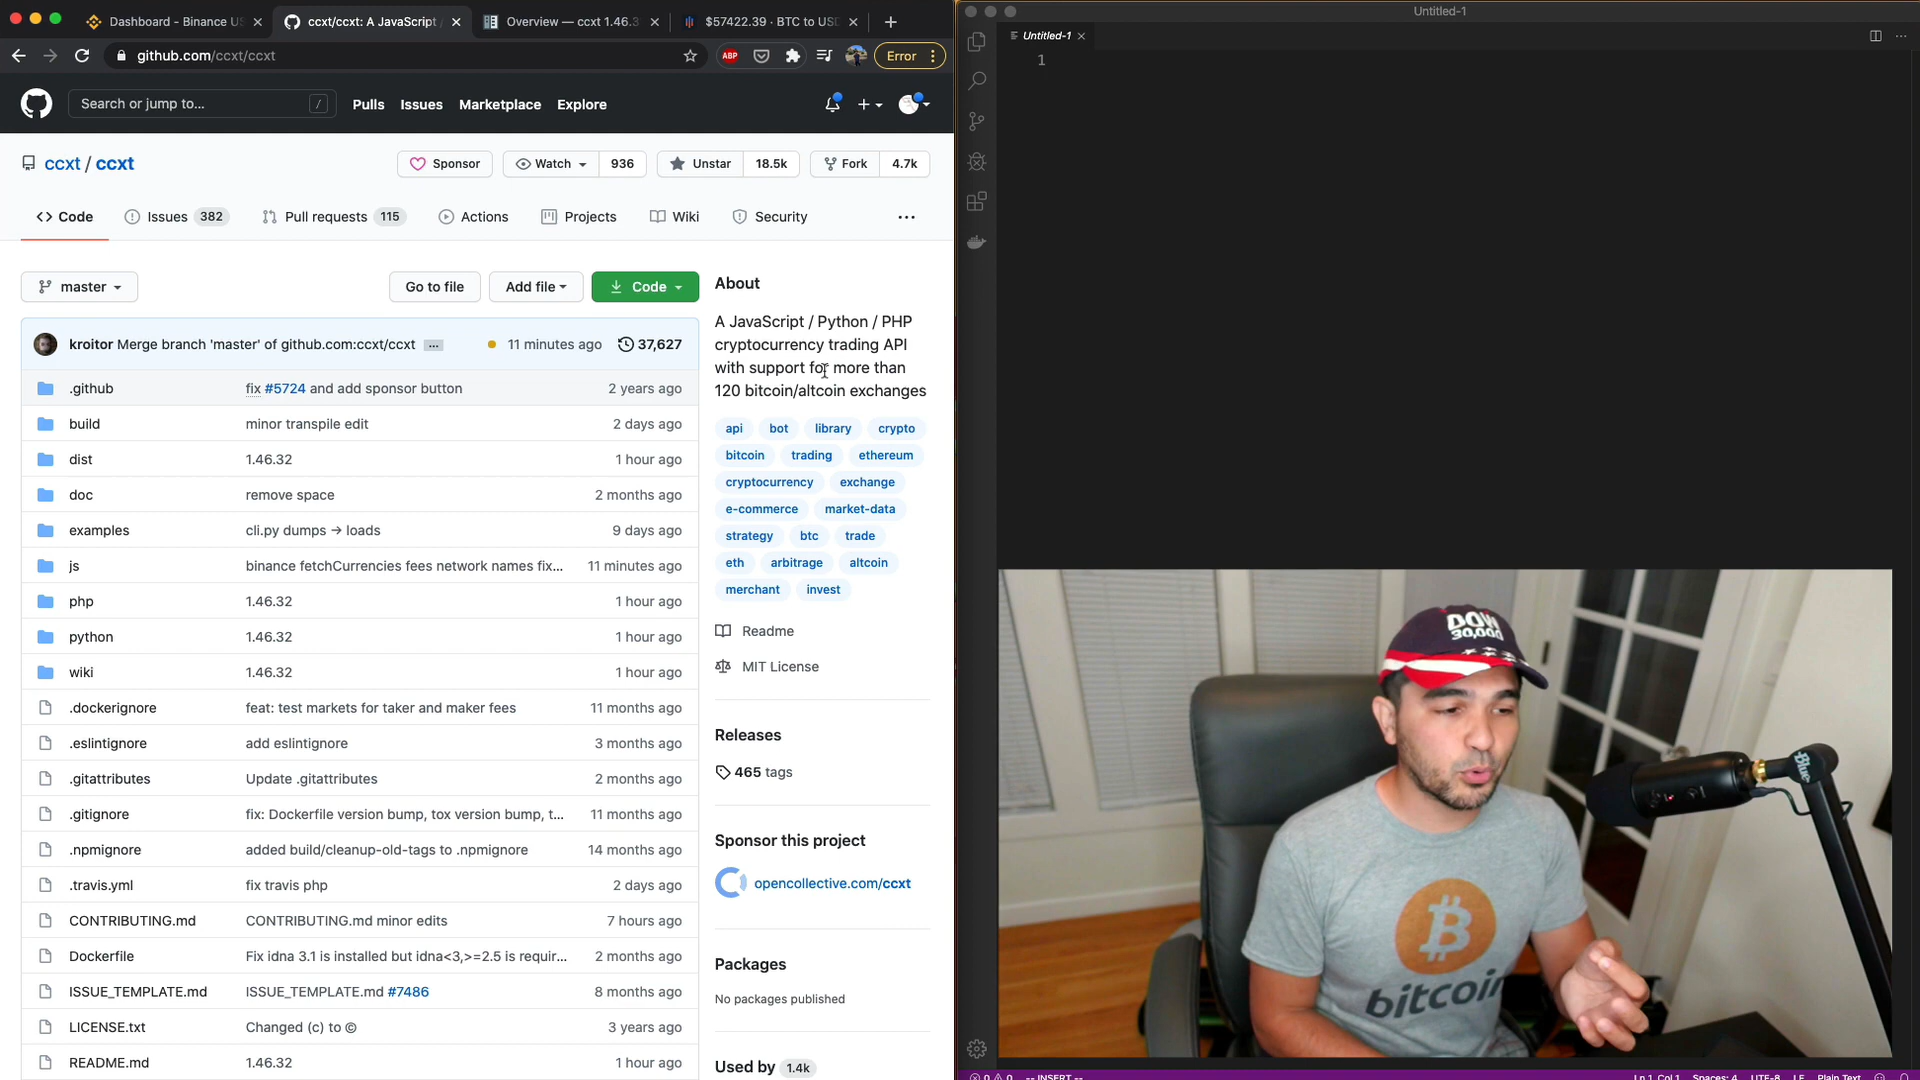 Dashboard - Binance US
ccxt/ccxt: A JavaScript
Overview — ccxt 1.46.3
$57422.39 · BTC to USD
github.com/ccxt/ccxt
ABP
Error
Search or jump to...
/
Pulls
Issues
Marketplace
Explore
ccxt / ccxt
Sponsor
Watch
936
Unstar
18.5k
Fork
4.7k
Code
Issues 382
Pull requests 115
Actions
Projects
Wiki
Security
master
Go to file
Add file
Code
kroitor Merge branch 'master' of github.com:ccxt/ccxt
11 minutes ago
37,627
.github
fix #5724 and add sponsor button
2 years ago
build
minor transpile edit
2 days ago
dist
1.46.32
1 hour ago
doc
remove space
2 months ago
examples
cli.py dumps → loads
9 days ago
js
binance fetchCurrencies fees network names fix...
11 minutes ago
php
1.46.32
1 hour ago
python
1.46.32
1 hour ago
wiki
1.46.32
1 hour ago
.dockerignore
feat: test markets for taker and maker fees
11 months ago
.eslintignore
add eslintignore
3 months ago
.gitattributes
Update .gitattributes
2 months ago
.gitignore
fix: Dockerfile version bump, tox version bump, t...
11 months ago
.npmignore
added build/cleanup-old-tags to .npmignore
14 months ago
.travis.yml
fix travis php
2 days ago
CONTRIBUTING.md
CONTRIBUTING.md minor edits
7 hours ago
Dockerfile
Fix idna 3.1 is installed but idna<3,>=2.5 is requir...
2 months ago
ISSUE_TEMPLATE.md
ISSUE_TEMPLATE.md #7486
8 months ago
LICENSE.txt
Changed (c) to ©
3 years ago
README.md
1.46.32
1 hour ago
About
A JavaScript / Python / PHP
cryptocurrency trading API
with support for more than
120 bitcoin/altcoin exchanges
api
bot
library
crypto
bitcoin
trading
ethereum
cryptocurrency
exchange
e-commerce
market-data
strategy
btc
trade
eth
arbitrage
altcoin
merchant
invest
Readme
MIT License
Releases
465 tags
Sponsor this project
opencollective.com/ccxt
Packages
No packages published
Used by 1.4k
Untitled-1
Untitled-1
1
DOW
30,000
Blue
bitcoin
0 0 -- INSERT --
Ln 1, Col 1
Spaces: 4
UTF-8
LF
Plain Text